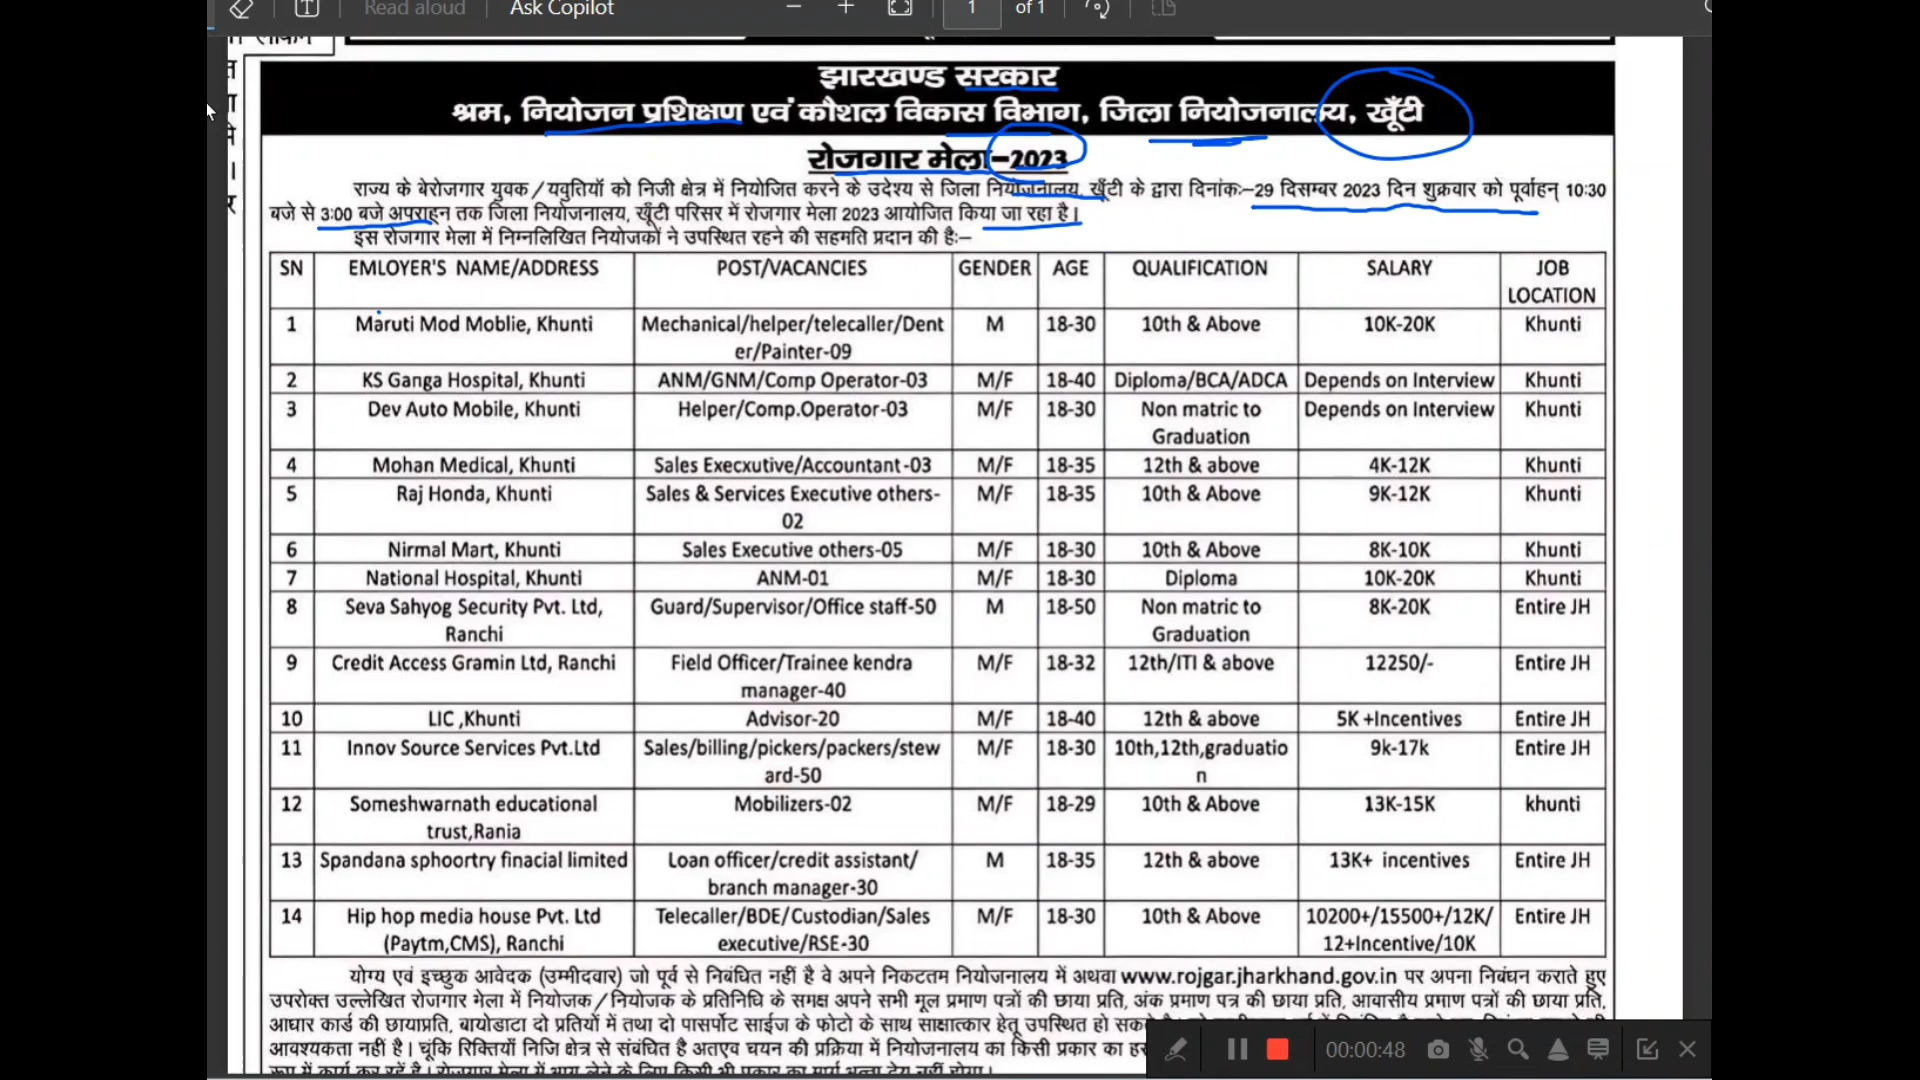 Read aloud
Ask Copilot
1
of 1
झारखण्ड सरकार
श्रम, नियोजन प्रशिक्षण एवं कौशल विकास विभाग, जिला नियोजनालय, खूँटी
रोजगार मेला–2023
राज्य के बेरोजगार युवक/यवुतियों को निजी क्षेत्र में नियोजित करने के उदेश्य से जिला नियोजनालय, खूँटी के द्वारा दिनांकः–29 दिसम्बर 2023 दिन शुक्रवार को पूर्वाहन् 10:30
बजे से 3:00 बजे अपराहन तक जिला नियोजनालय, खूँटी परिसर में रोजगार मेला 2023 आयोजित किया जा रहा है।
इस रोजगार मेला में निम्नलिखित नियोजकों ने उपस्थित रहने की सहमति प्रदान की हैः–
SN EMLOYER'S NAME/ADDRESS POST/VACANCIES GENDER AGE QUALIFICATION SALARY JOB
LOCATION
1 Maruti Mod Moblie, Khunti Mechanical/helper/telecaller/Dent M 18-30 10th & Above 10K-20K Khunti
er/Painter-09
2 KS Ganga Hospital, Khunti ANM/GNM/Comp Operator-03 M/F 18-40 Diploma/BCA/ADCA Depends on Interview Khunti
3 Dev Auto Mobile, Khunti Helper/Comp.Operator-03 M/F 18-30 Non matric to Depends on Interview Khunti
Graduation
4 Mohan Medical, Khunti Sales Execxutive/Accountant -03 M/F 18-35 12th & above 4K-12K Khunti
5 Raj Honda, Khunti Sales & Services Executive others- M/F 18-35 10th & Above 9K-12K Khunti
02
6 Nirmal Mart, Khunti Sales Executive others-05 M/F 18-30 10th & Above 8K-10K Khunti
7 National Hospital, Khunti ANM-01 M/F 18-30 Diploma 10K-20K Khunti
8 Seva Sahyog Security Pvt. Ltd, Guard/Supervisor/Office staff-50 M 18-50 Non matric to 8K-20K Entire JH
Ranchi Graduation
9 Credit Access Gramin Ltd, Ranchi Field Officer/Trainee kendra M/F 18-32 12th/ITI & above 12250/- Entire JH
manager-40
10 LIC ,Khunti Advisor-20 M/F 18-40 12th & above 5K +Incentives Entire JH
11 Innov Source Services Pvt.Ltd Sales/billing/pickers/packers/stew M/F 18-30 10th,12th,graduatio 9k-17k Entire JH
ard-50 n
12 Someshwarnath educational Mobilizers-02 M/F 18-29 10th & Above 13K-15K khunti
trust,Rania
13 Spandana sphoortry finacial limited Loan officer/credit assistant/ M 18-35 12th & above 13K+ incentives Entire JH
branch manager-30
14 Hip hop media house Pvt. Ltd Telecaller/BDE/Custodian/Sales M/F 18-30 10th & Above 10200+/15500+/12K/ Entire JH
(Paytm,CMS), Ranchi executive/RSE-30 12+Incentive/10K
योग्य एवं इच्छुक आवेदक (उम्मीदवार) जो पूर्व से निबंधित नहीं है वे अपने निकटतम नियोजनालय में अथवा www.rojgar.jharkhand.gov.in पर अपना निबंधन कराते हुए
उपरोक्त उल्लेखित रोजगार मेला में नियोजक/नियोजक के प्रतिनिधि के समक्ष अपने सभी मूल प्रमाण पत्रों की छाया प्रति, अंक प्रमाण पत्र की छाया प्रति, आवासीय प्रमाण पत्रों की छाया प्रति,
आधार कार्ड की छायाप्रति, बायोडाटा दो प्रतियों में तथा दो पासपोर्ट साईज के फोटो के साथ साक्षात्कार हेतू उपस्थित हो सकते
आवश्यकता नहीं है। चूंकि रिक्तियाँ निजि क्षेत्र से संबंधित है अतएव चयन की प्रक्रिया में नियोजनालय का किसी प्रकार का
00:00:48